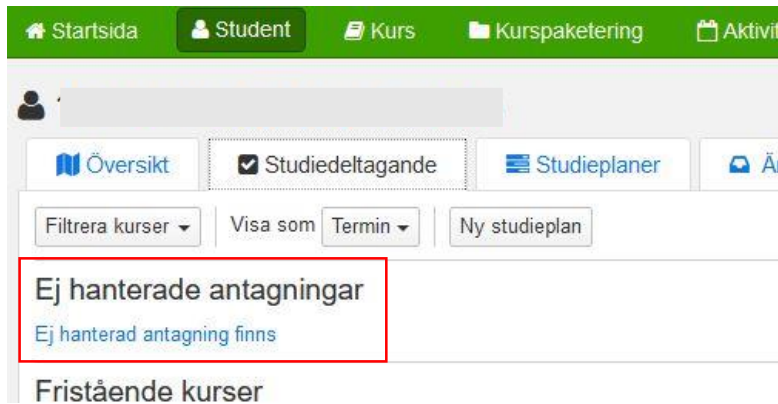 Startsida Student Kurs Kurspaketering
Översikt Studiedeltagande Studieplaner
Filtrera kurser Visa som Termin Ny studieplan
Ej hanterade antagningar
Ej hanterad antagning finns
Fristående kurser